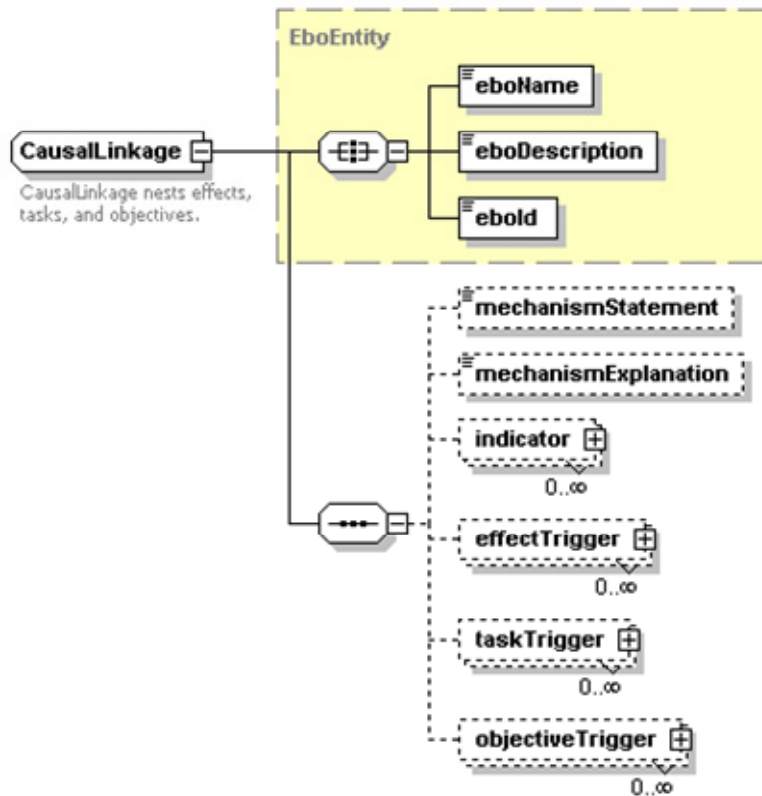 EboEntity
eboName
CausalLinkage
eboDescription
CausalLinkage nests effects,
tasks, and objectives.
eboId
mechanismStatement
mechanismExplanation
indicator
0..∞
effectTrigger
0..∞
taskTrigger
0..∞
objectiveTrigger
0..∞